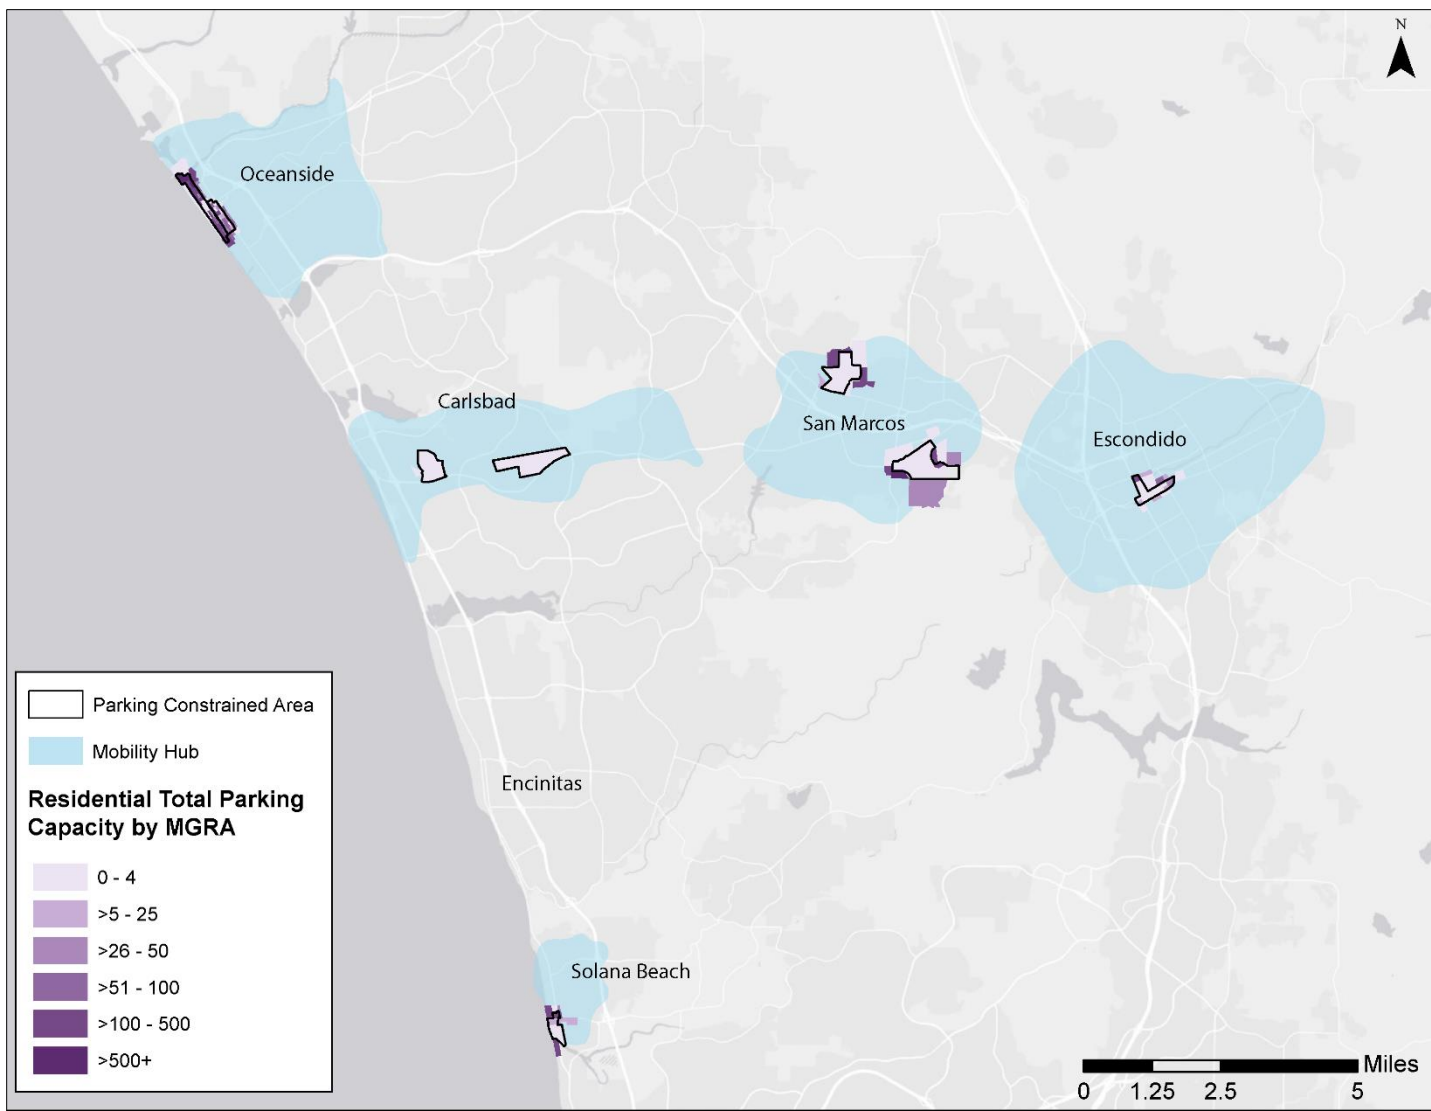 N
Oceanside
Carlsbad
San Marcos
Escondido
Encinitas
Solana Beach
Parking Constrained Area
Mobility Hub
Residential Total Parking
Capacity by MGRA
0 - 4
>5 - 25
>26 - 50
>51 - 100
>100 - 500
>500+
Miles
0 1.25 2.5 5